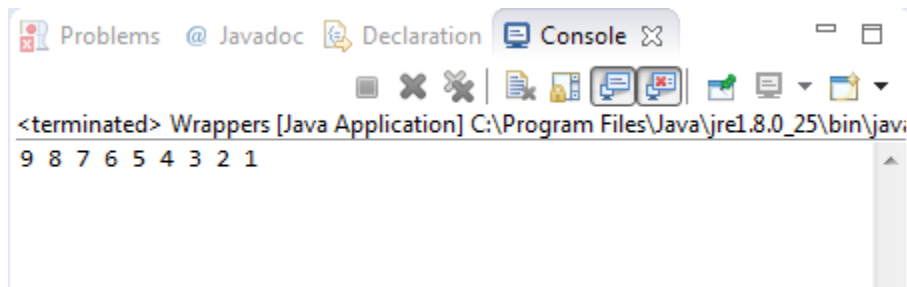 Problems @ Javadoc Declaration Console
<terminated> Wrappers [Java Application] C:\Program Files\Java\jre1.8.0_25\bin\java
9 8 7 6 5 4 3 2 1